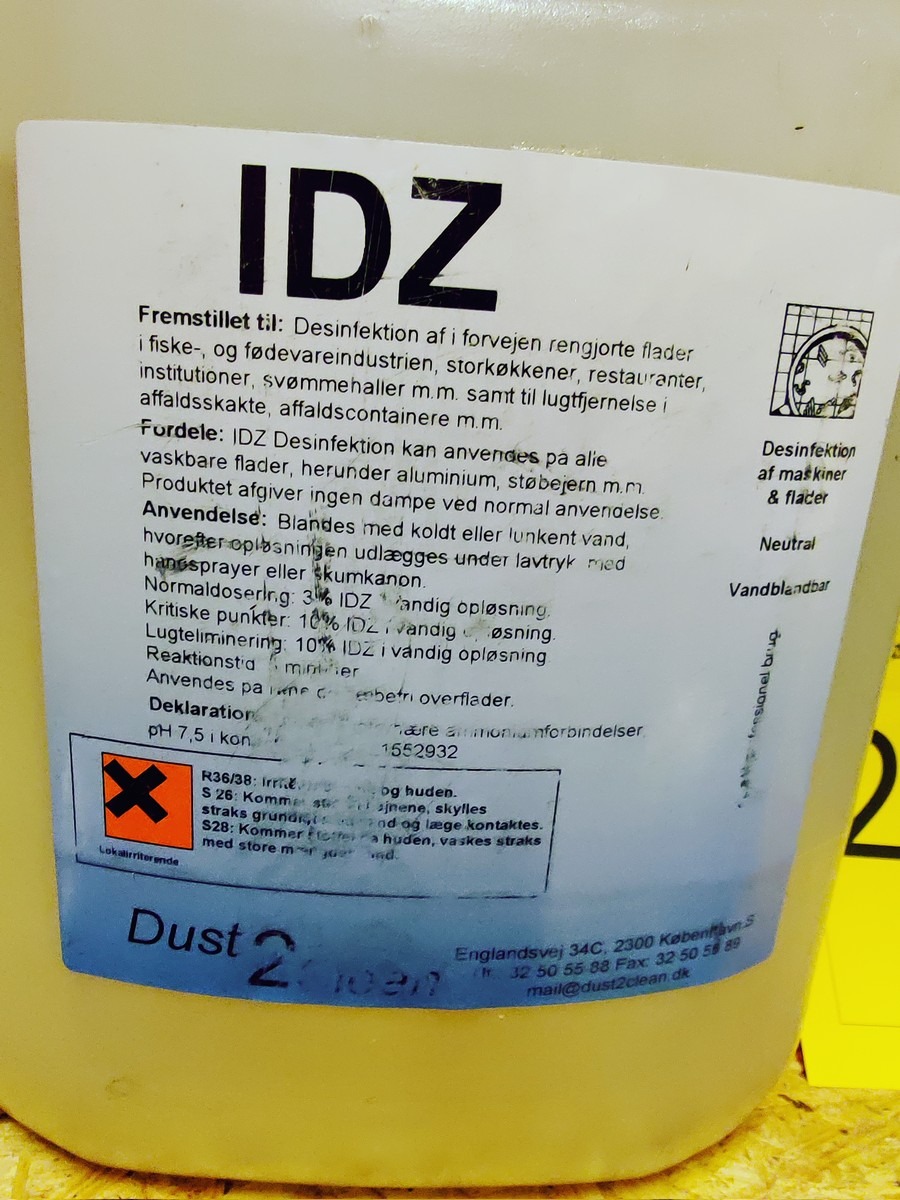 IDZ
Fremstillet til: Desinfektion af i forvejen rengjorte flader
i fiske-, og fødevareindustrien, storkøkkener, restauranter,
institutioner, svømmehaller m.m. samt til lugtfjernelse i
affaldsskakte, affaldscontainere m.m.
Fordele: IDZ Desinfektion kan anvendes på alle
vaskbare flader, herunder aluminium, støbejern m.m.
Produktet afgiver ingen dampe ved normal anvendelse.
Anvendelse: Blandes med koldt eller lunkent vand,
hvorefter opløsningen udlægges under lavtryk med
håndsprayer eller skumkanon.
Normaldosering: 3% IDZ vandig opløsning.
Kritiske punkter: 10% IDZ i vandig opløsning.
Lugteliminering: 10% IDZ i vandig opløsning
Reaktionstid minutter
Anvendes på overflader.
Deklaration ammoniumforbindelser
pH 7,5 i kon. 1552932
R36/38: og huden.
S 26: Kommer øjnene, skylles
straks grundigt og læge kontaktes.
S28: Kommer huden, vaskes straks
med store
Lokalirriterende
Desinfektion
af maskiner
& flader
Neutral
Vandblandbar
brug
Dust 2 Clean
Englandsvej 34C, 2300 København S
32 50 55 88 Fax: 32 50 58 89
mail@dust2clean.dk
2